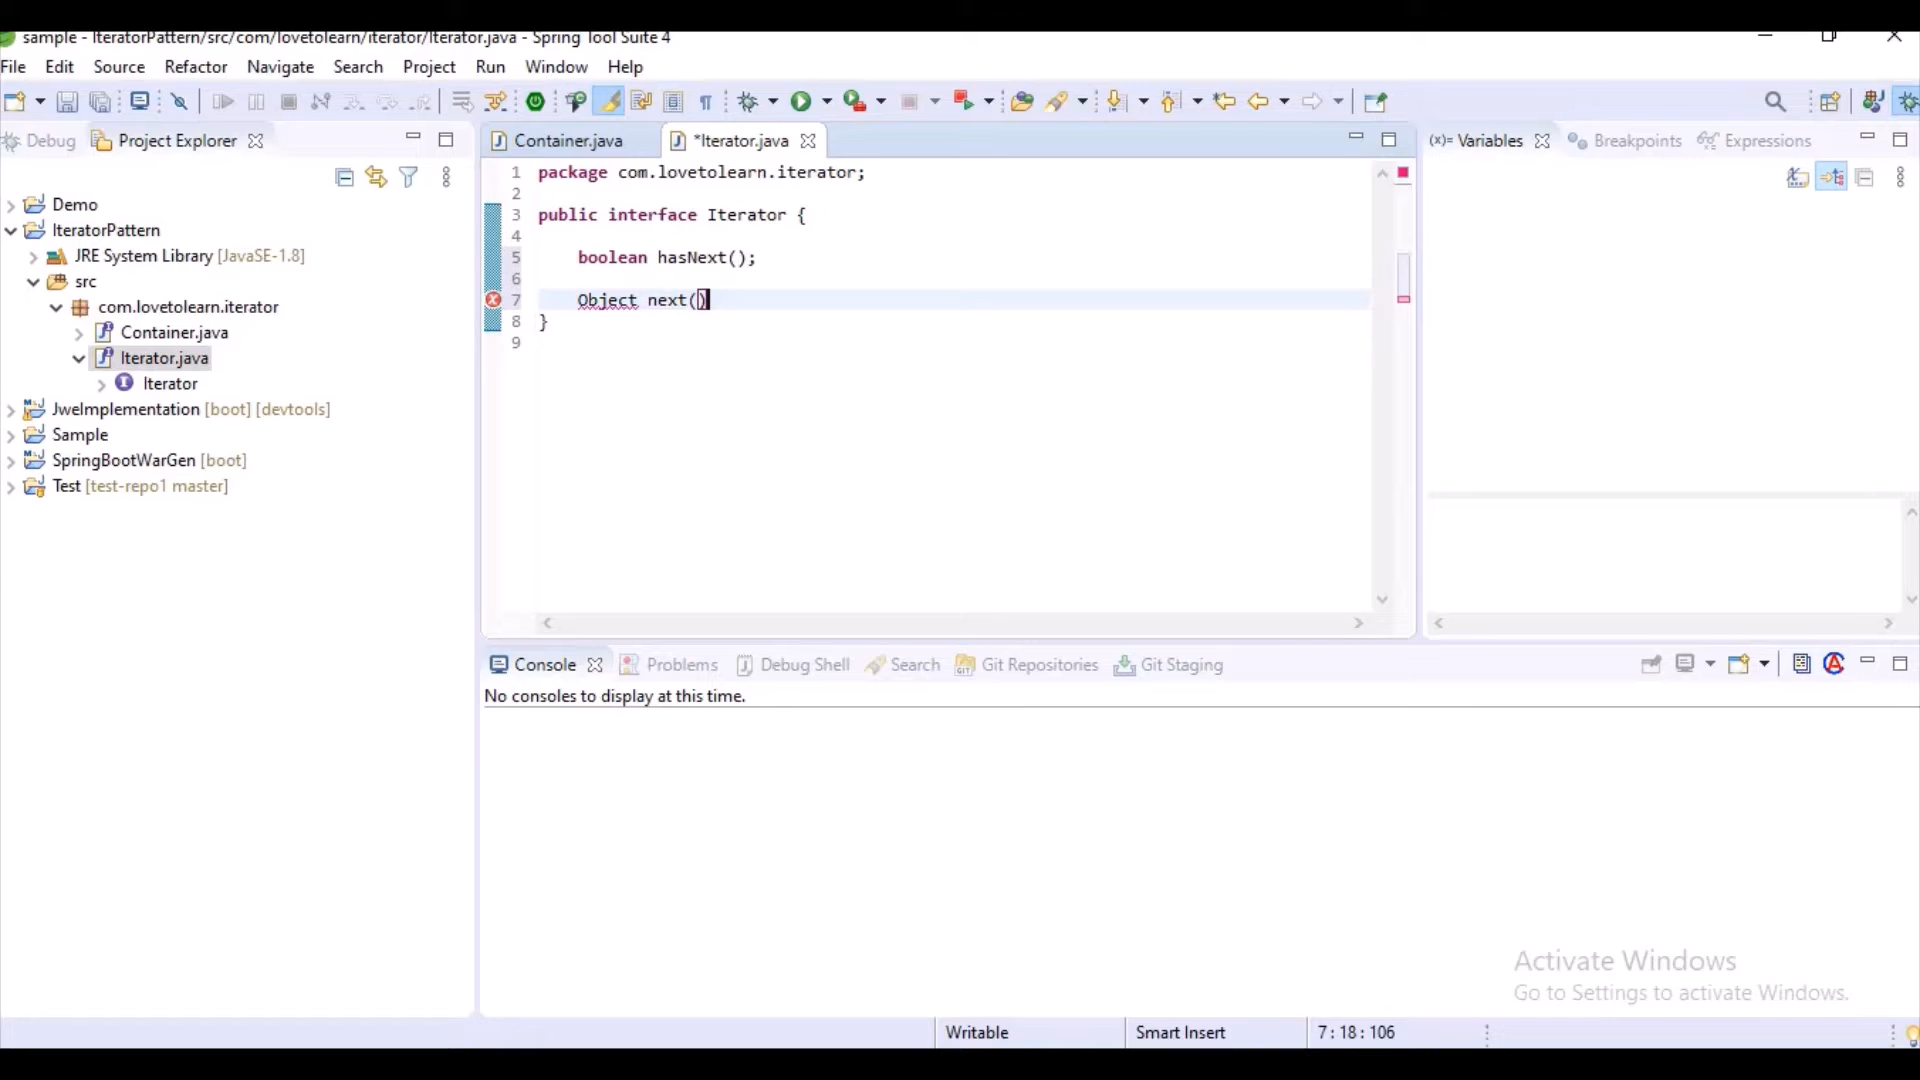 sample - IteratorPattern/src/com/lovetolearn/iterator/Iterator.java - Spring Tool Suite 4
File Edit Source Refactor Navigate Search Project Run Window Help
Debug Project Explorer
Container.java *Iterator.java
(x)= Variables Breakpoints Expressions
Demo
IteratorPattern
JRE System Library [JavaSE-1.8]
src
com.lovetolearn.iterator
Container.java
Iterator.java
Iterator
JweImplementation [boot] [devtools]
Sample
SpringBootWarGen [boot]
Test [test-repo1 master]
1 package com.lovetolearn.iterator;
2
3 public interface Iterator {
4
5 boolean hasNext();
6
7 Object next()
8 }
9
Console Problems Debug Shell Search Git Repositories Git Staging
No consoles to display at this time.
Activate Windows
Go to Settings to activate Windows.
Writable Smart Insert 7 : 18 : 106